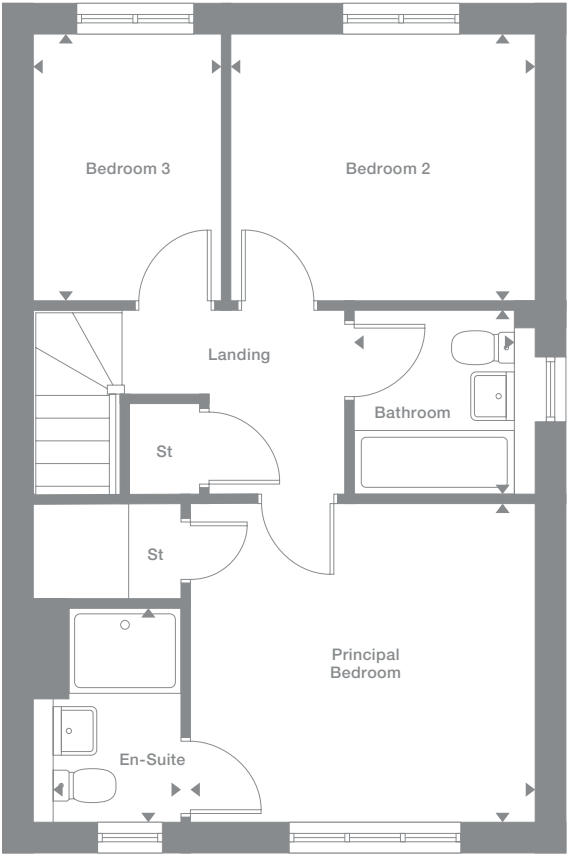 Bedroom 3
Bedroom 2
Landing
Bathroom
St
St
Principal
Bedroom
En-Suite